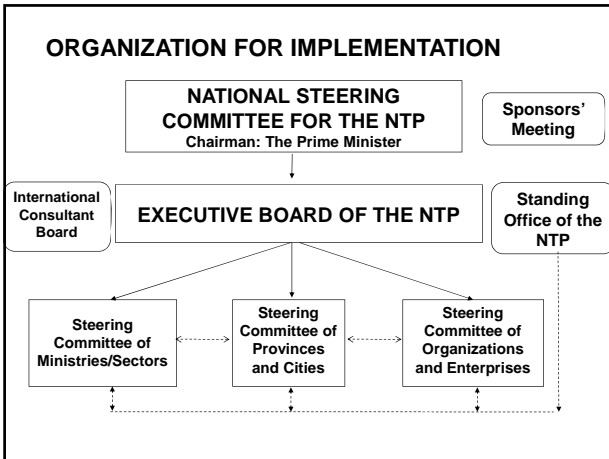 ORGANIZATION FOR IMPLEMENTATION
NATIONAL STEERING
COMMITTEE FOR THE NTP
Chairman: The Prime Minister
Sponsors'
Meeting
International
Consultant
Board
EXECUTIVE BOARD OF THE NTP
Standing
Office of the
NTP
Steering
Committee of
Ministries/Sectors
Steering
Committee of
Provinces
and Cities
Steering
Committee of
Organizations
and Enterprises